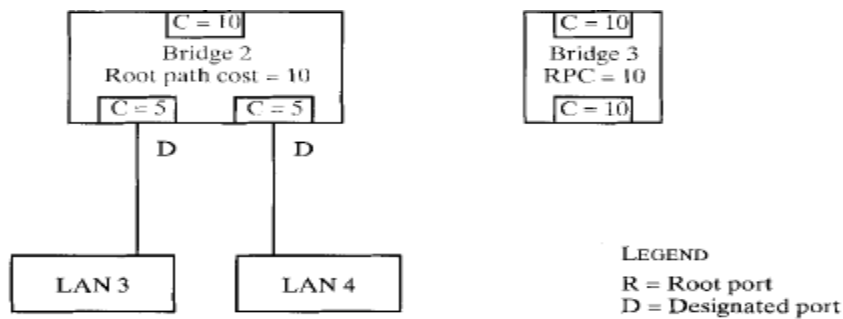 C = 10
Bridge 2
Root path cost = 10
C = 5
C = 5
D
D
LAN 3
LAN 4
C = 10
Bridge 3
RPC = 10
C = 10
LEGEND
R = Root port
D = Designated port